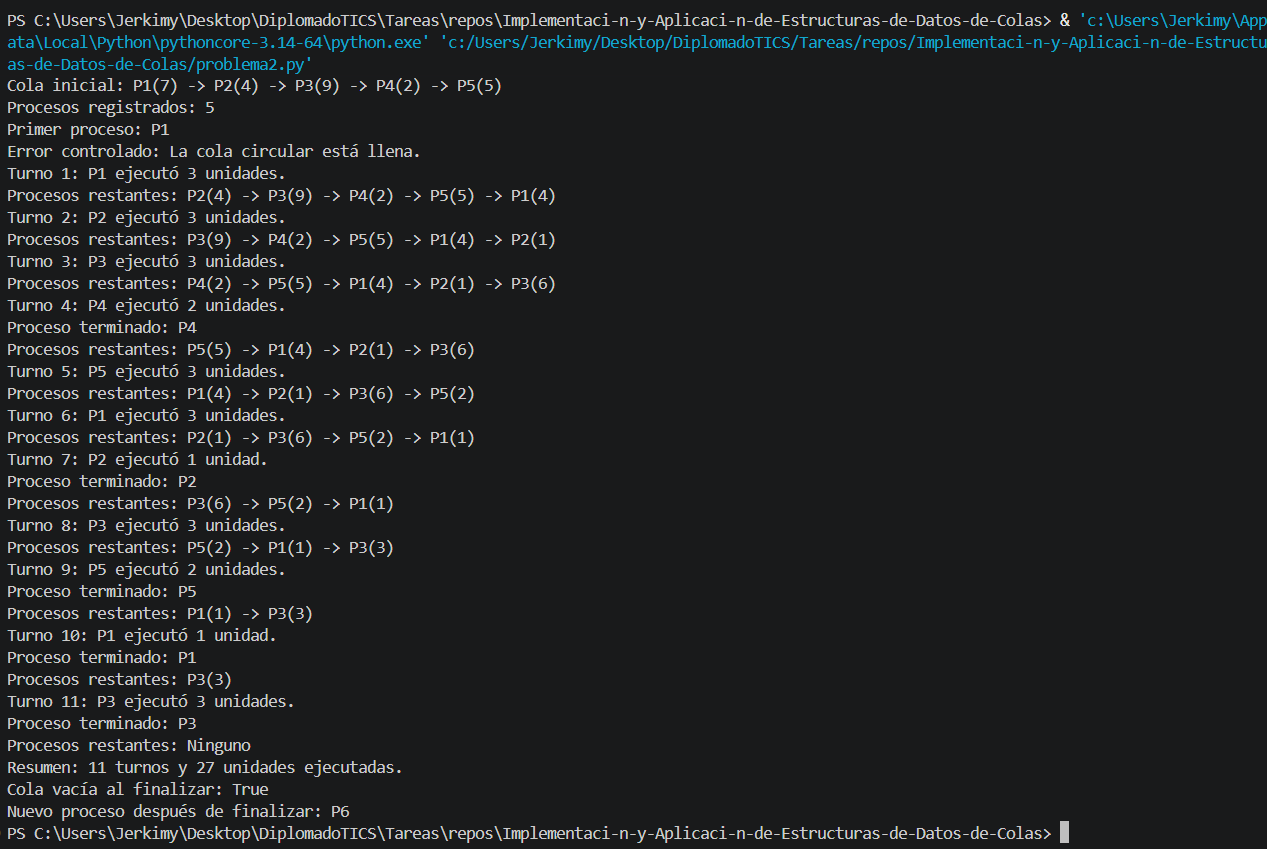 PS C:\Users\Jerkimy\Desktop\DiplomadoTICS\Tareas\repos\Implementaci-n-y-Aplicaci-n-de-Estructuras-de-Datos-de-Colas> & 'c:\Users\Jerkimy\App
ata\Local\Python\pythoncore-3.14-64\python.exe' 'c:/Users/Jerkimy/Desktop/DiplomadoTICS/Tareas/repos/Implementaci-n-y-Aplicaci-n-de-Estructu
as-de-Datos-de-Colas/problema2.py'
Cola inicial: P1(7) -> P2(4) -> P3(9) -> P4(2) -> P5(5)
Procesos registrados: 5
Primer proceso: P1
Error controlado: La cola circular está llena.
Turno 1: P1 ejecutó 3 unidades.
Procesos restantes: P2(4) -> P3(9) -> P4(2) -> P5(5) -> P1(4)
Turno 2: P2 ejecutó 3 unidades.
Procesos restantes: P3(9) -> P4(2) -> P5(5) -> P1(4) -> P2(1)
Turno 3: P3 ejecutó 3 unidades.
Procesos restantes: P4(2) -> P5(5) -> P1(4) -> P2(1) -> P3(6)
Turno 4: P4 ejecutó 2 unidades.
Proceso terminado: P4
Procesos restantes: P5(5) -> P1(4) -> P2(1) -> P3(6)
Turno 5: P5 ejecutó 3 unidades.
Procesos restantes: P1(4) -> P2(1) -> P3(6) -> P5(2)
Turno 6: P1 ejecutó 3 unidades.
Procesos restantes: P2(1) -> P3(6) -> P5(2) -> P1(1)
Turno 7: P2 ejecutó 1 unidad.
Proceso terminado: P2
Procesos restantes: P3(6) -> P5(2) -> P1(1)
Turno 8: P3 ejecutó 3 unidades.
Procesos restantes: P5(2) -> P1(1) -> P3(3)
Turno 9: P5 ejecutó 2 unidades.
Proceso terminado: P5
Procesos restantes: P1(1) -> P3(3)
Turno 10: P1 ejecutó 1 unidad.
Proceso terminado: P1
Procesos restantes: P3(3)
Turno 11: P3 ejecutó 3 unidades.
Proceso terminado: P3
Procesos restantes: Ninguno
Resumen: 11 turnos y 27 unidades ejecutadas.
Cola vacía al finalizar: True
Nuevo proceso después de finalizar: P6
PS C:\Users\Jerkimy\Desktop\DiplomadoTICS\Tareas\repos\Implementaci-n-y-Aplicaci-n-de-Estructuras-de-Datos-de-Colas>